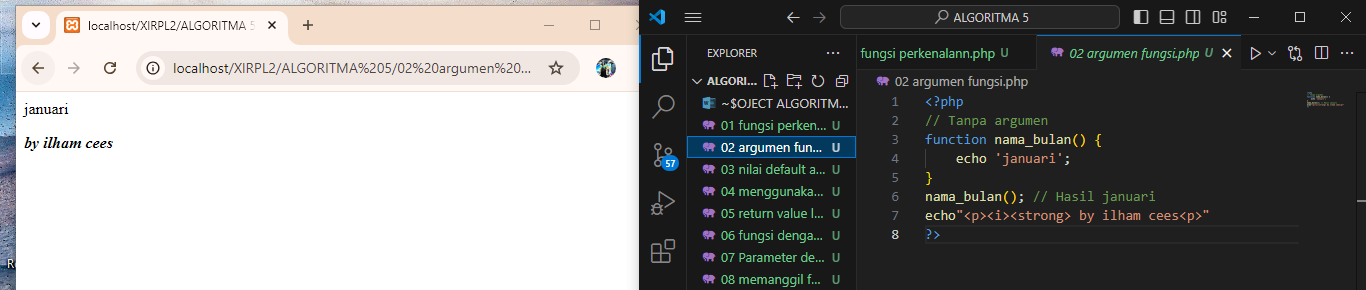 localhost/XIRPL2/ALGORITMA 5
localhost/XIRPL2/ALGORITMA%205/02%20argumen%20...
januari
by ilham cees
ALGORITMA 5
EXPLORER
ALGORI...
~$OJECT ALGORITM...
01 fungsi perken... U
02 argumen fun... U
03 nilai default a... U
04 menggunaka... U
05 return value l... U
06 fungsi denga... U
07 Parameter de... U
08 memanggil f... U
57
fungsi perkenalann.php U
02 argumen fungsi.php U
02 argumen fungsi.php
1 <?php
2 // Tanpa argumen
3 function nama_bulan() {
4 echo 'januari';
5 }
6 nama_bulan(); // Hasil januari
7 echo"<p><i><strong> by ilham cees<p>"
8 ?>